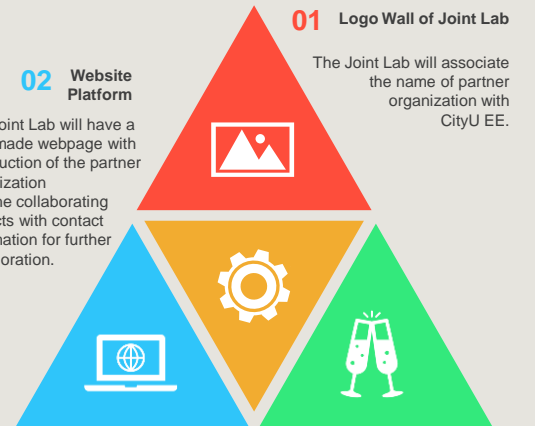 01 Logo Wall of Joint Lab
The Joint Lab will associate
the name of partner
organization with
CityU EE.
02 Website
Platform
oint Lab will have a
made webpage with
uction of the partner
ization
ne collaborating
cts with contact
nation for further
oration.